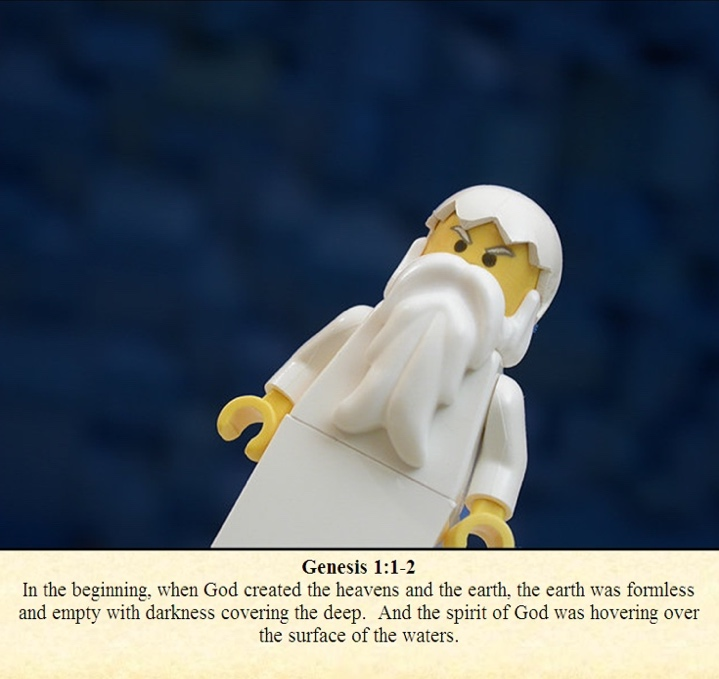 Genesis 1:1-2
In the beginning, when God created the heavens and the earth, the earth was formless
and empty with darkness covering the deep.  And the spirit of God was hovering over
the surface of the waters.